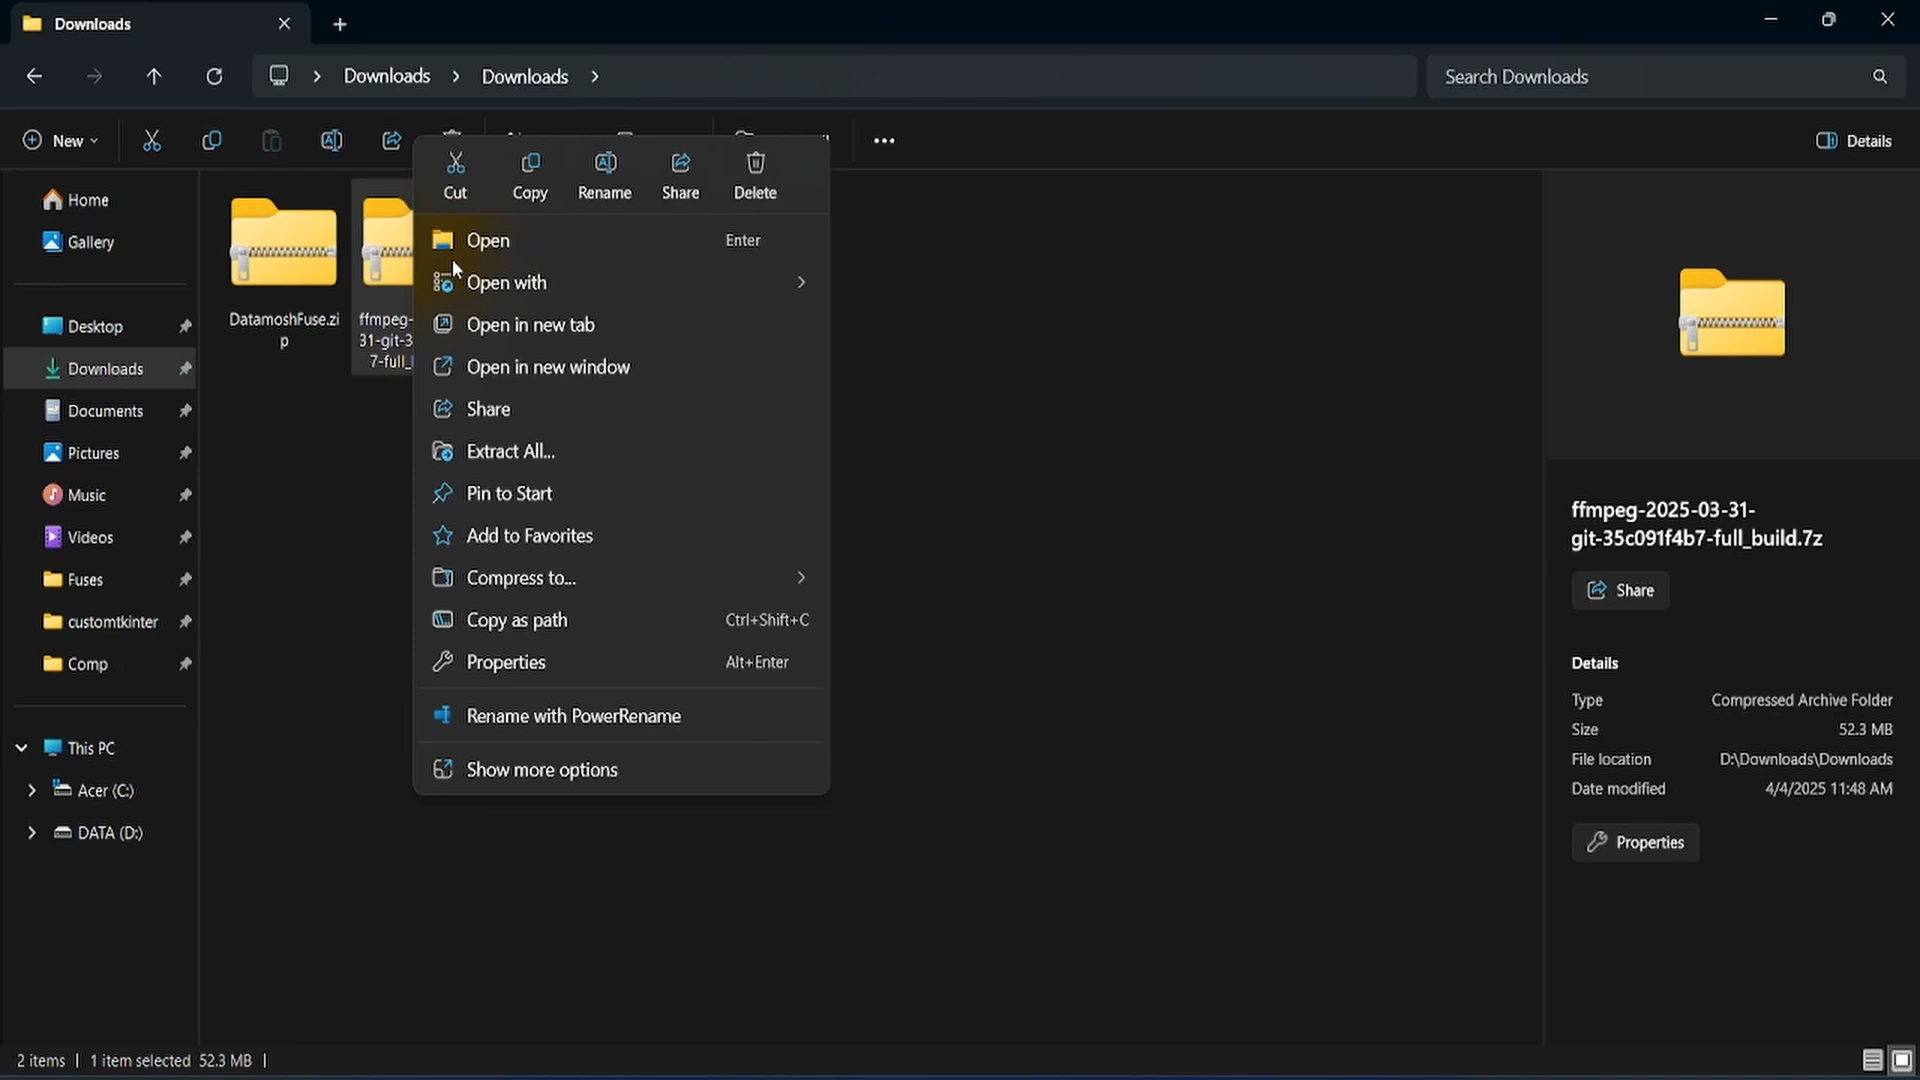 Downloads
Downloads
Downloads
Search Downloads
New
Details
Cut
Copy
Rename
Share
Delete
Home
Gallery
Desktop
Downloads
Documents
Pictures
Music
Videos
Fuses
customtkinter
Comp
This PC
Acer (C:)
DATA (D:)
DatamoshFuse.zi
p
ffmpeg-
31-git-3
7-full_
Open Enter
Open with
Open in new tab
Open in new window
Share
Extract All...
Pin to Start
Add to Favorites
Compress to...
Copy as path Ctrl+Shift+C
Properties Alt+Enter
Rename with PowerRename
Show more options
ffmpeg-2025-03-31-
git-35c091f4b7-full_build.7z
Share
Details
Type Compressed Archive Folder
Size 52.3 MB
File location D:\Downloads\Downloads
Date modified 4/4/2025 11:48 AM
Properties
2 items 1 item selected 52.3 MB